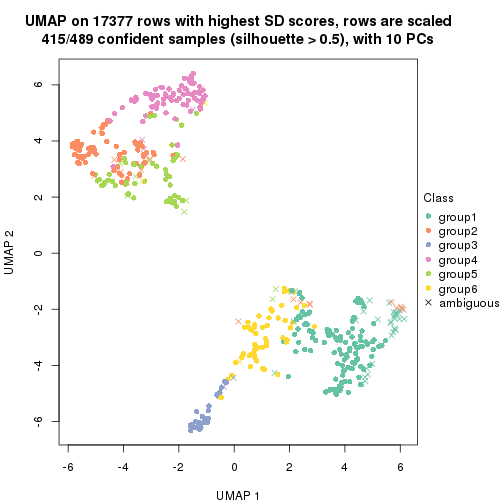 UMAP on 17377 rows with highest SD scores, rows are scaled
415/489 confident samples (silhouette > 0.5), with 10 PCs
6
4
2
0
-2
-4
-6
UMAP 2
-6
-4
-2
0
2
4
6
UMAP 1
Class
group1
group2
group3
group4
group5
group6
ambiguous